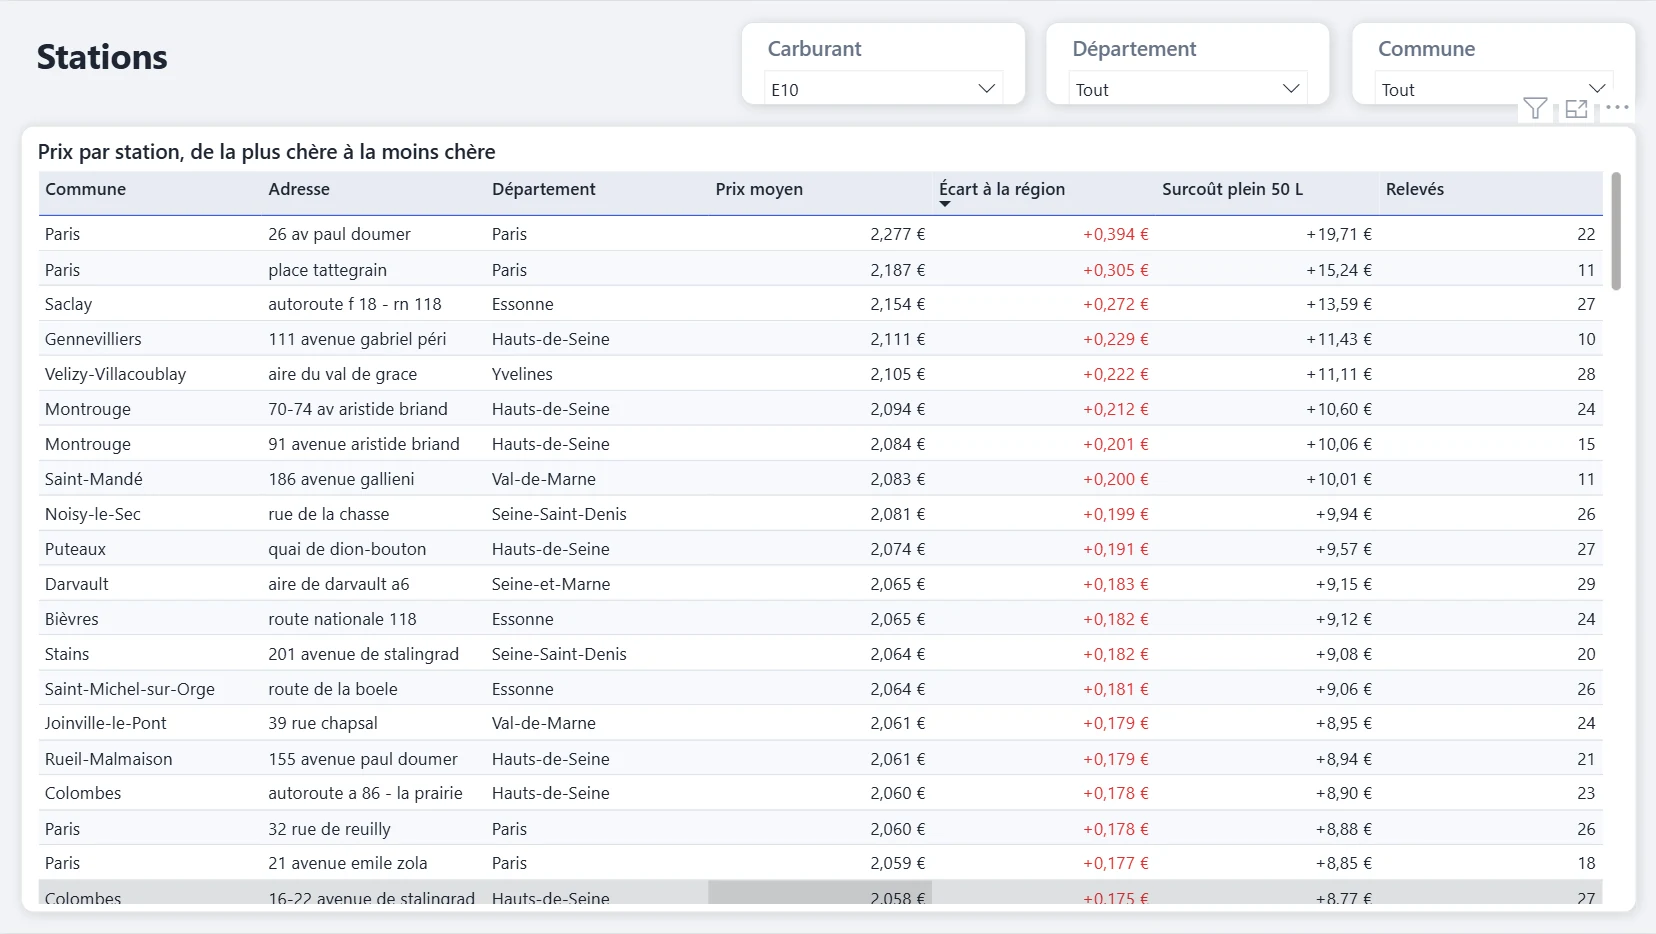 Stations
Carburant
E10
Département
Tout
Commune
Tout
Prix par station, de la plus chère à la moins chère
Commune Adresse Département Prix moyen Écart à la région Surcoût plein 50 L Relevés
Paris 26 av paul doumer Paris 2,277 € +0,394 € +19,71 € 22
Paris place tattegrain Paris 2,187 € +0,305 € +15,24 € 11
Saclay autoroute f 18 - rn 118 Essonne 2,154 € +0,272 € +13,59 € 27
Gennevilliers 111 avenue gabriel péri Hauts-de-Seine 2,111 € +0,229 € +11,43 € 10
Velizy-Villacoublay aire du val de grace Yvelines 2,105 € +0,222 € +11,11 € 28
Montrouge 70-74 av aristide briand Hauts-de-Seine 2,094 € +0,212 € +10,60 € 24
Montrouge 91 avenue aristide briand Hauts-de-Seine 2,084 € +0,201 € +10,06 € 15
Saint-Mandé 186 avenue gallieni Val-de-Marne 2,083 € +0,200 € +10,01 € 11
Noisy-le-Sec rue de la chasse Seine-Saint-Denis 2,081 € +0,199 € +9,94 € 26
Puteaux quai de dion-bouton Hauts-de-Seine 2,074 € +0,191 € +9,57 € 27
Darvault aire de darvault a6 Seine-et-Marne 2,065 € +0,183 € +9,15 € 29
Bièvres route nationale 118 Essonne 2,065 € +0,182 € +9,12 € 24
Stains 201 avenue de stalingrad Seine-Saint-Denis 2,064 € +0,182 € +9,08 € 20
Saint-Michel-sur-Orge route de la boele Essonne 2,064 € +0,181 € +9,06 € 26
Joinville-le-Pont 39 rue chapsal Val-de-Marne 2,061 € +0,179 € +8,95 € 24
Rueil-Malmaison 155 avenue paul doumer Hauts-de-Seine 2,061 € +0,179 € +8,94 € 21
Colombes autoroute a 86 - la prairie Hauts-de-Seine 2,060 € +0,178 € +8,90 € 23
Paris 32 rue de reuilly Paris 2,060 € +0,178 € +8,88 € 26
Paris 21 avenue emile zola Paris 2,059 € +0,177 € +8,85 € 18
Colombes 16-22 avenue de stalingrad Hauts-de-Seine 2,058 € +0,175 € +8,77 € 27